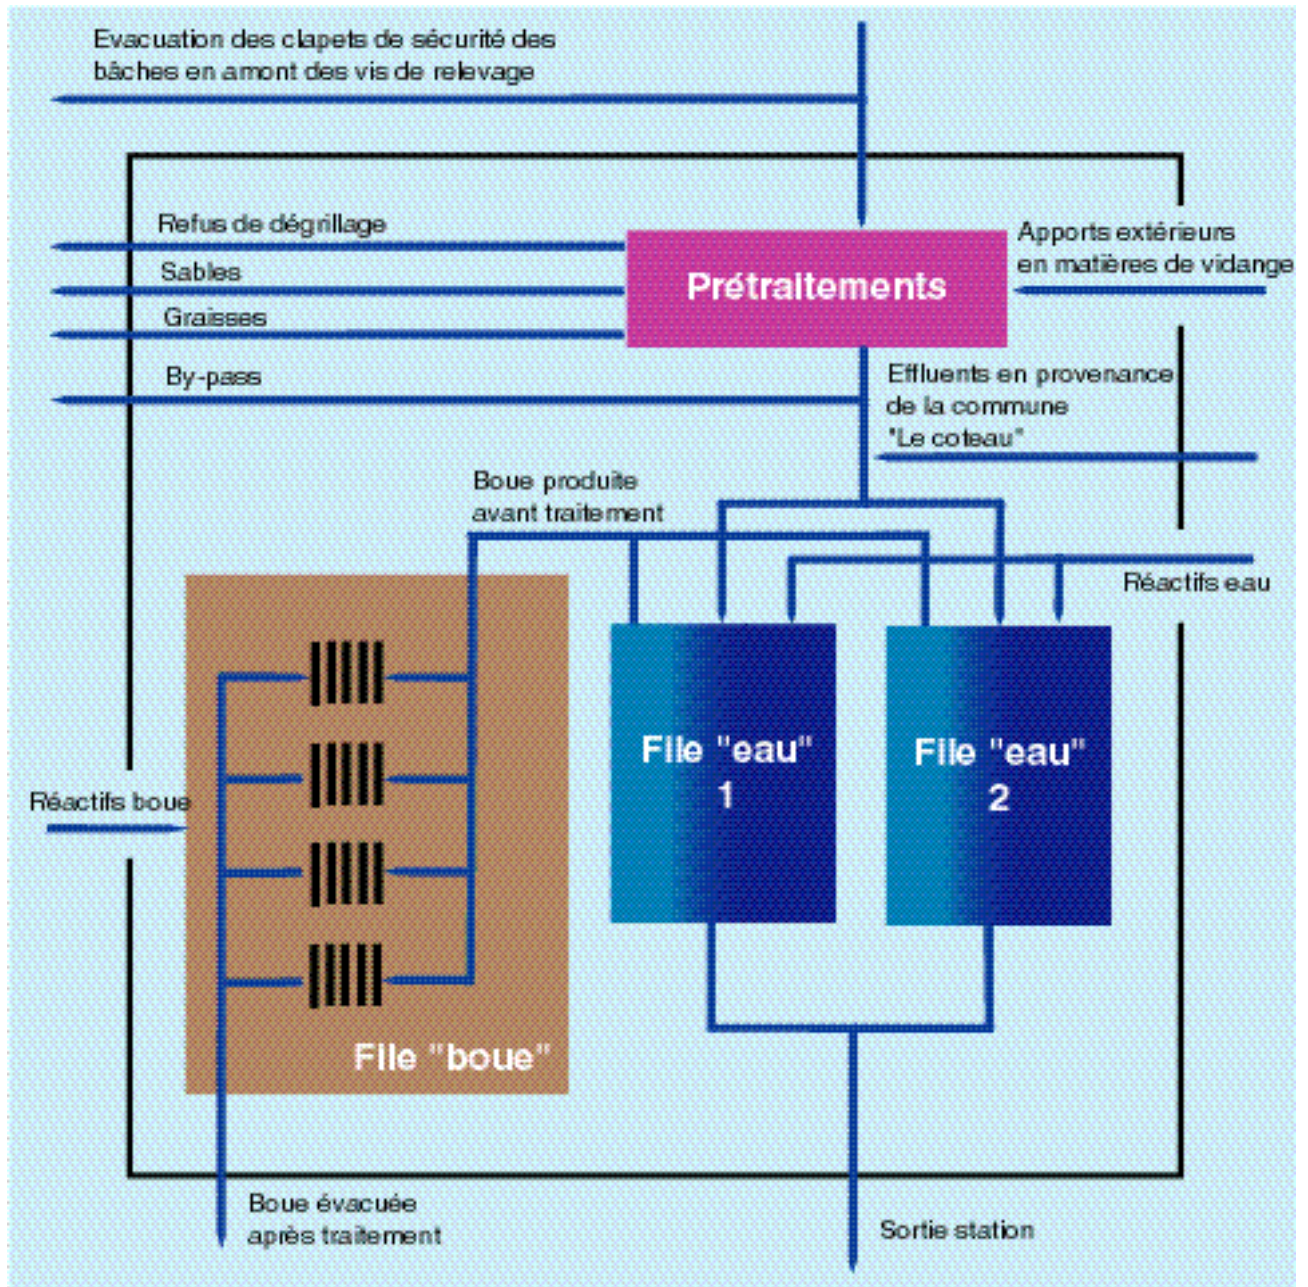 Evacuation des clapets de sécurité des
bâches en amont des vis de relevage
Refus de dégrillage
Sables
Graisses
By-pass
Prétraitements
Apports extérieurs
en matières de vidange
Effluents en provenance
de la commune
"Le coteau"
Boue produite
avant traitement
Réactifs eau
File "eau"
1
File "eau"
2
Réactifs boue
File "boue"
Boue évacuée
après traitement
Sortie station